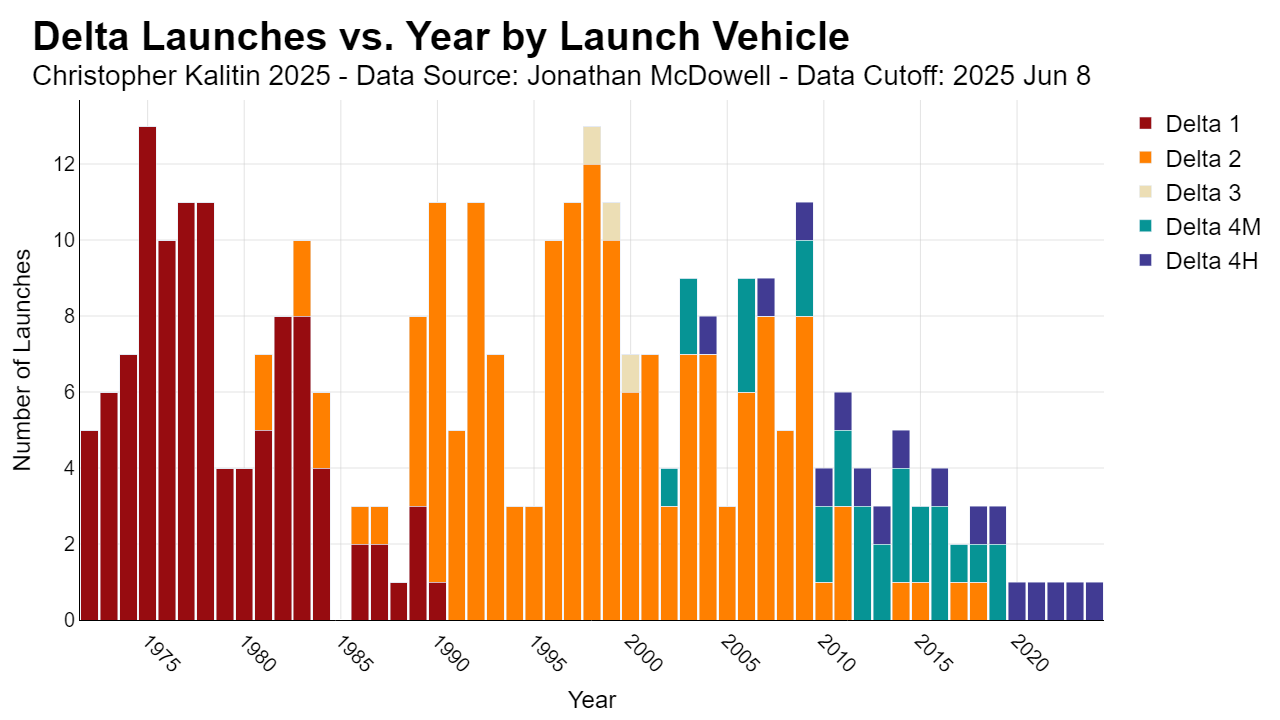 Delta Launches vs. Year by Launch Vehicle
Christopher Kalitin 2025 - Data Source: Jonathan McDowell - Data Cutoff: 2025 Jun 8
Delta 1
Delta 2
Delta 3
Delta 4M
Delta 4H
Number of Launches
12
10
8
6
4
2
0
1975
1980
1985
1990
1995
2000
2005
2010
2015
2020
Year